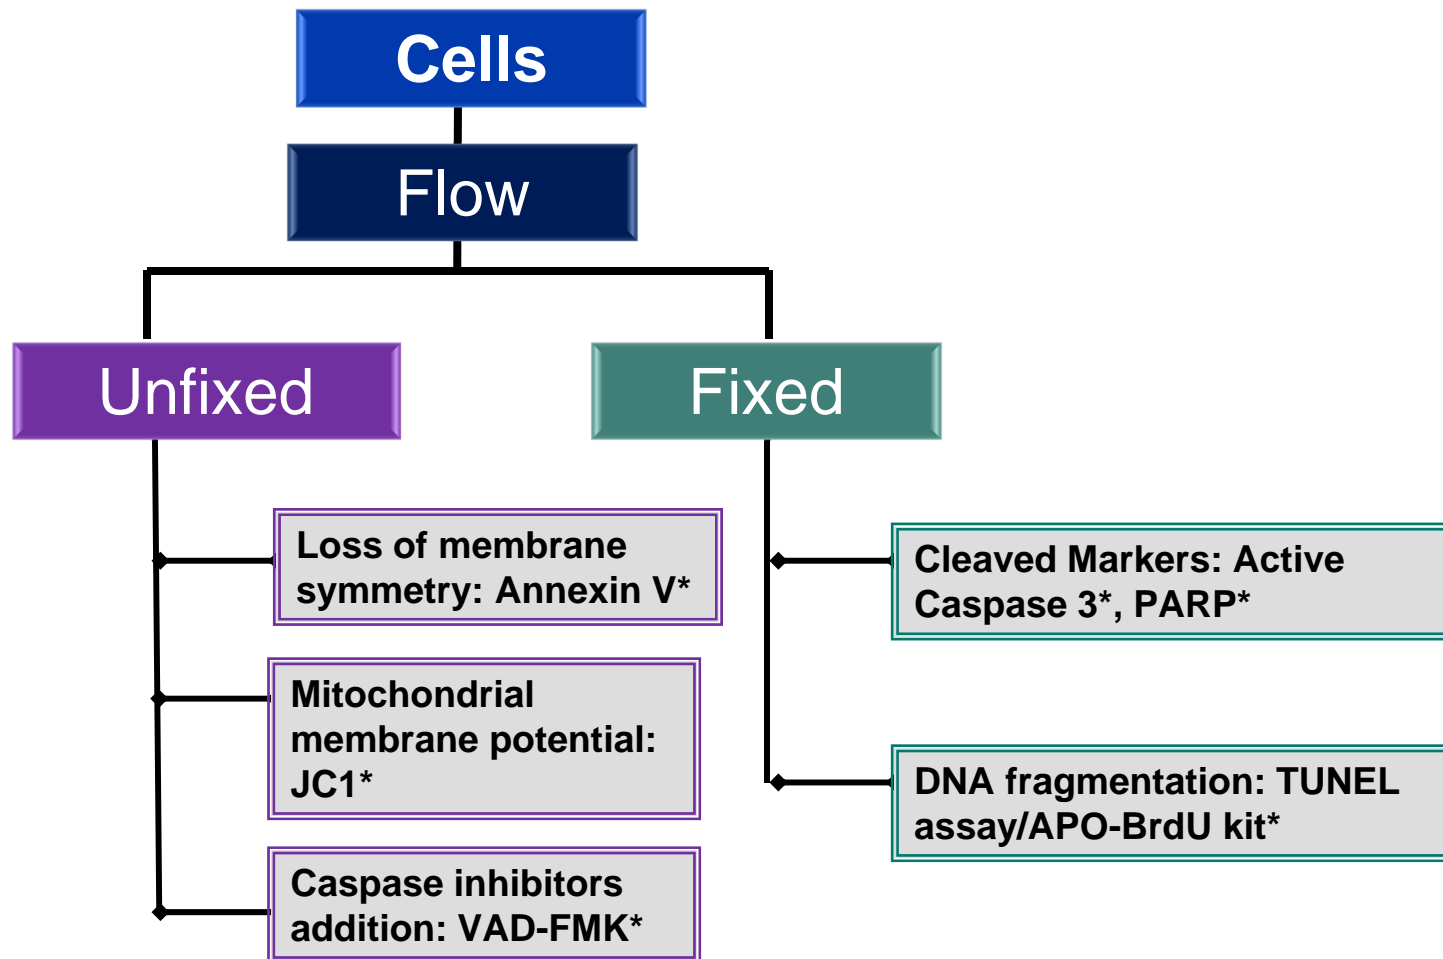 Cells
Flow
Unfixed
Fixed
Loss of membrane
symmetry: Annexin V*
Mitochondrial
membrane potential:
JC1*
Caspase inhibitors
addition: VAD-FMK*
Cleaved Markers: Active
Caspase 3*, PARP*
DNA fragmentation: TUNEL
assay/APO-BrdU kit*